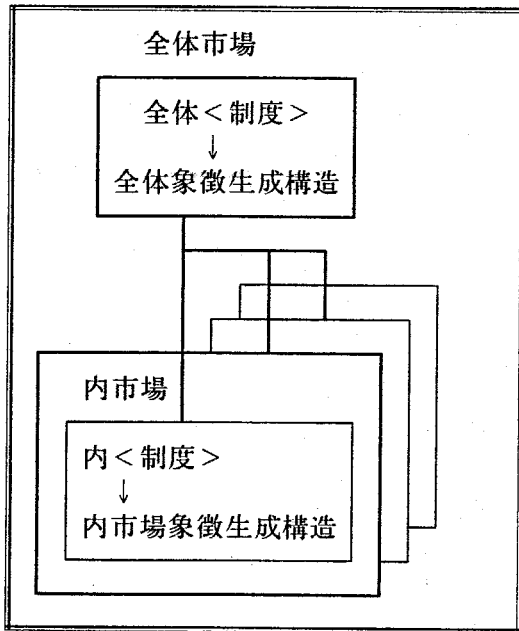 全体市場
全体＜制度＞
↓
全体象徴生成構造
内市場
内＜制度＞
↓
内市場象徴生成構造